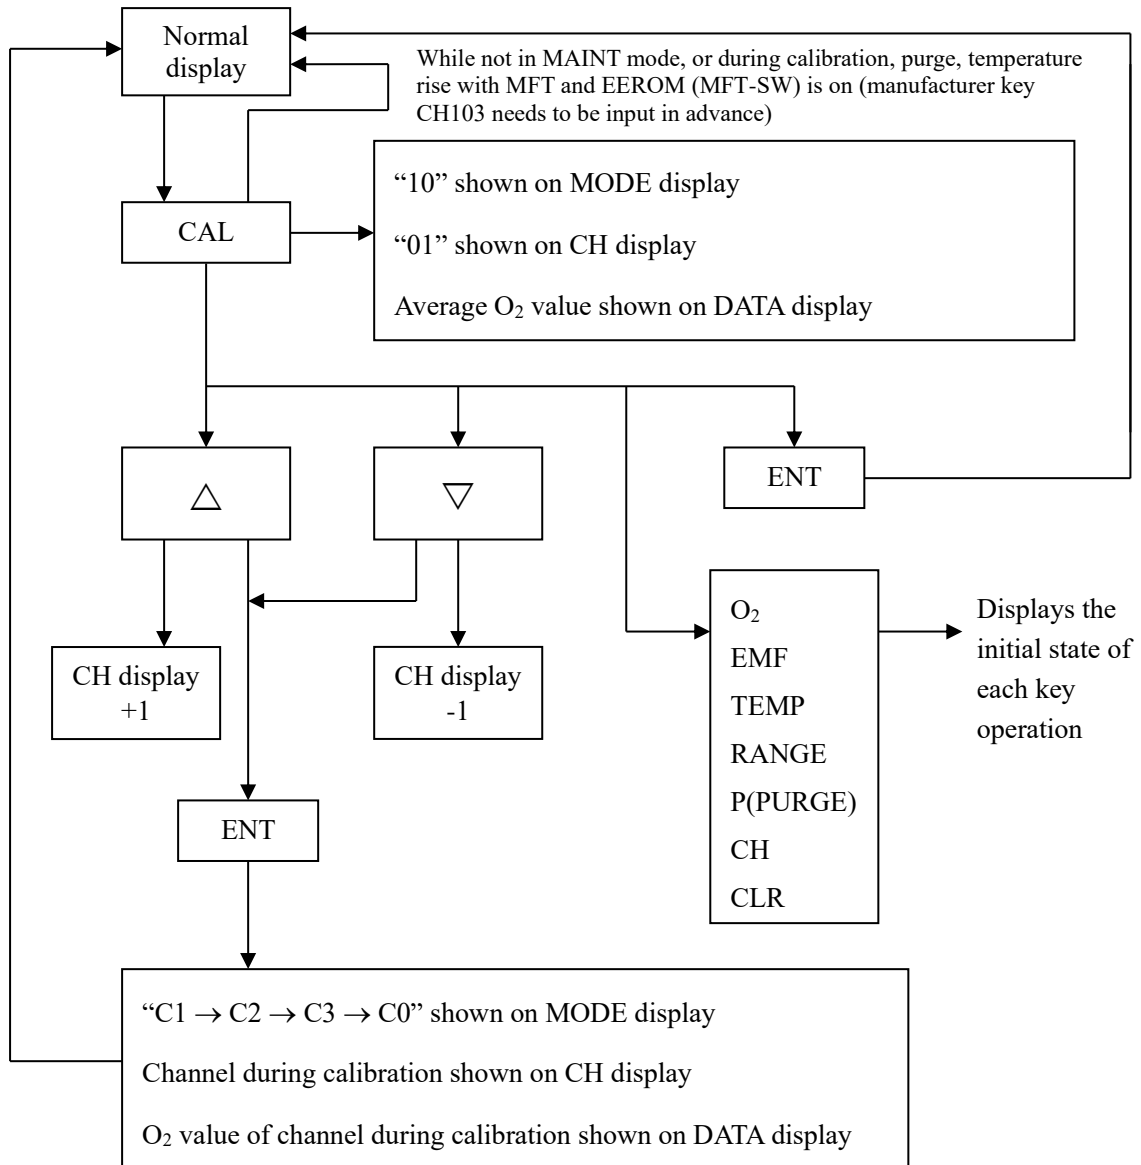 Normal
display
While not in MAINT mode, or during calibration, purge, temperature
rise with MFT and EEROM (MFT-SW) is on (manufacturer key
CH103 needs to be input in advance)
CAL
“10” shown on MODE display
“01” shown on CH display
Average O₂ value shown on DATA display
△
▽
ENT
CH display
+1
CH display
-1
O₂
EMF
TEMP
RANGE
P(PURGE)
CH
CLR
Displays the
initial state of
each key
operation
ENT
“C1 → C2 → C3 → C0” shown on MODE display
Channel during calibration shown on CH display
O₂ value of channel during calibration shown on DATA display